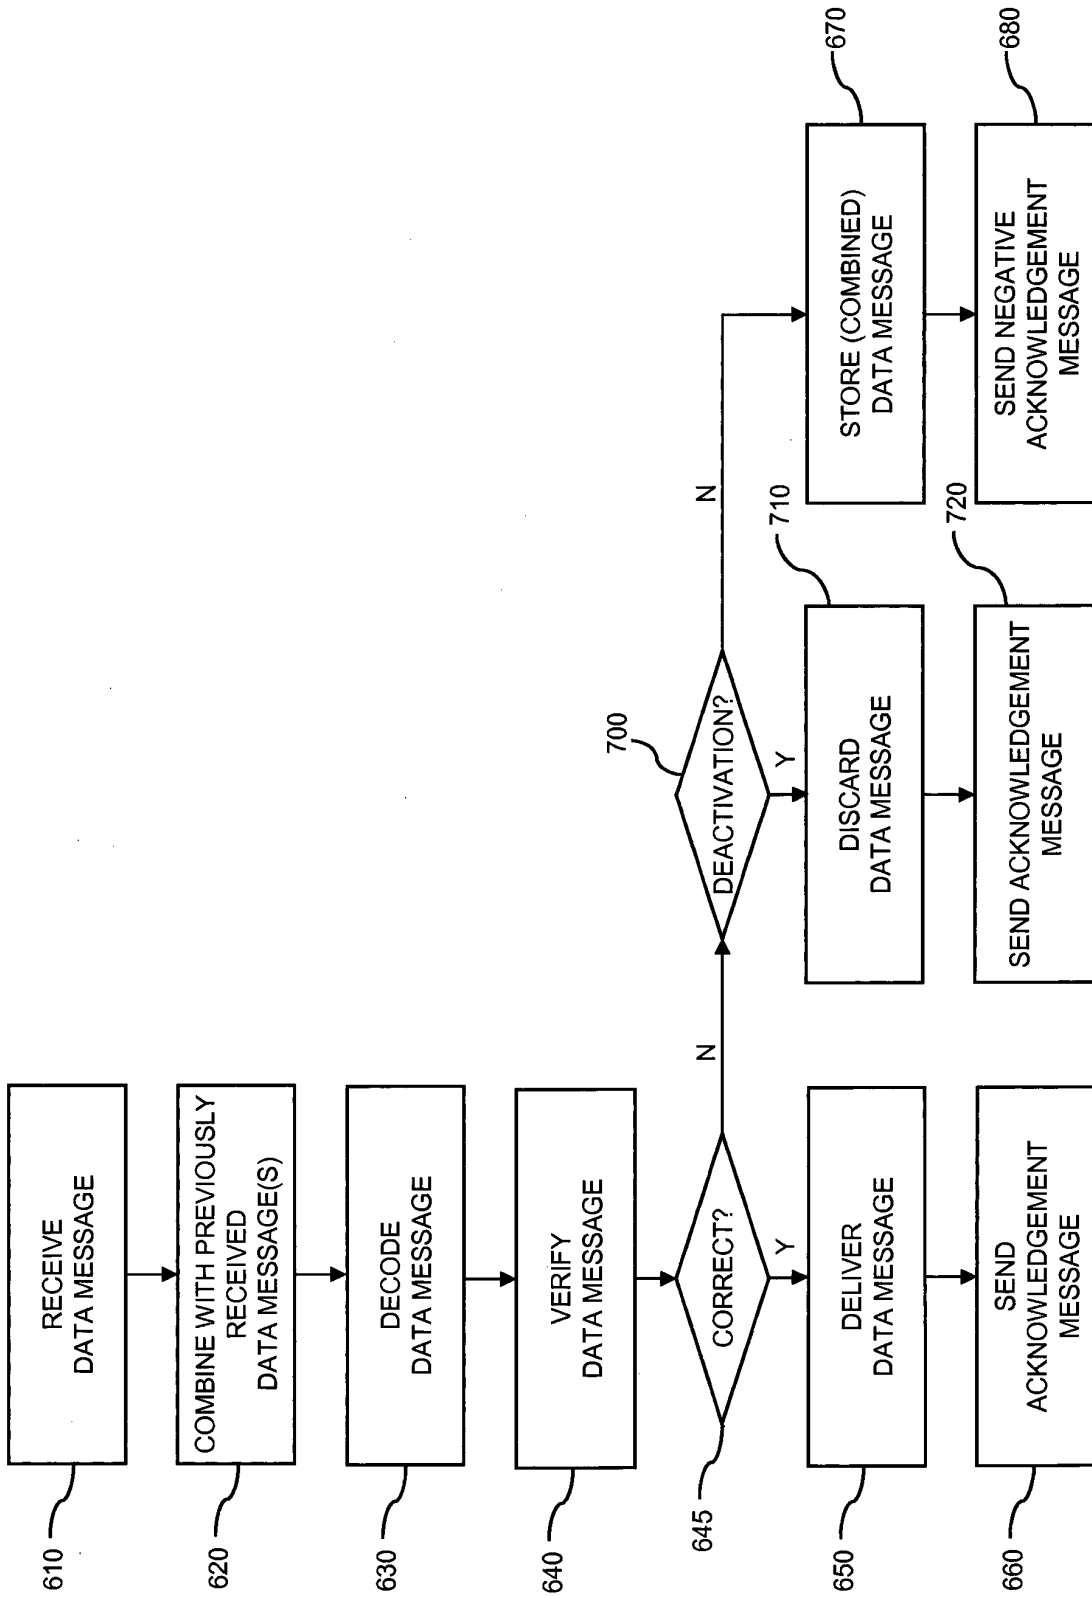 610
RECEIVE
DATA MESSAGE
620
COMBINE WITH PREVIOUSLY
RECEIVED
DATA MESSAGE(S)
630
DECODE
DATA MESSAGE
640
VERIFY
DATA MESSAGE
645
CORRECT?
N
Y
700
DEACTIVATION?
N
Y
650
DELIVER
DATA MESSAGE
710
DISCARD
DATA MESSAGE
670
STORE (COMBINED)
DATA MESSAGE
660
SEND
ACKNOWLEDGEMENT
MESSAGE
720
SEND ACKNOWLEDGEMENT
MESSAGE
680
SEND NEGATIVE
ACKNOWLEDGEMENT
MESSAGE